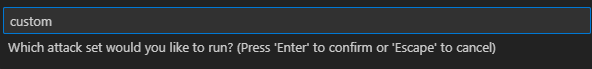 custom
Which attack set would you like to run? (Press 'Enter' to confirm or 'Escape' to cancel)